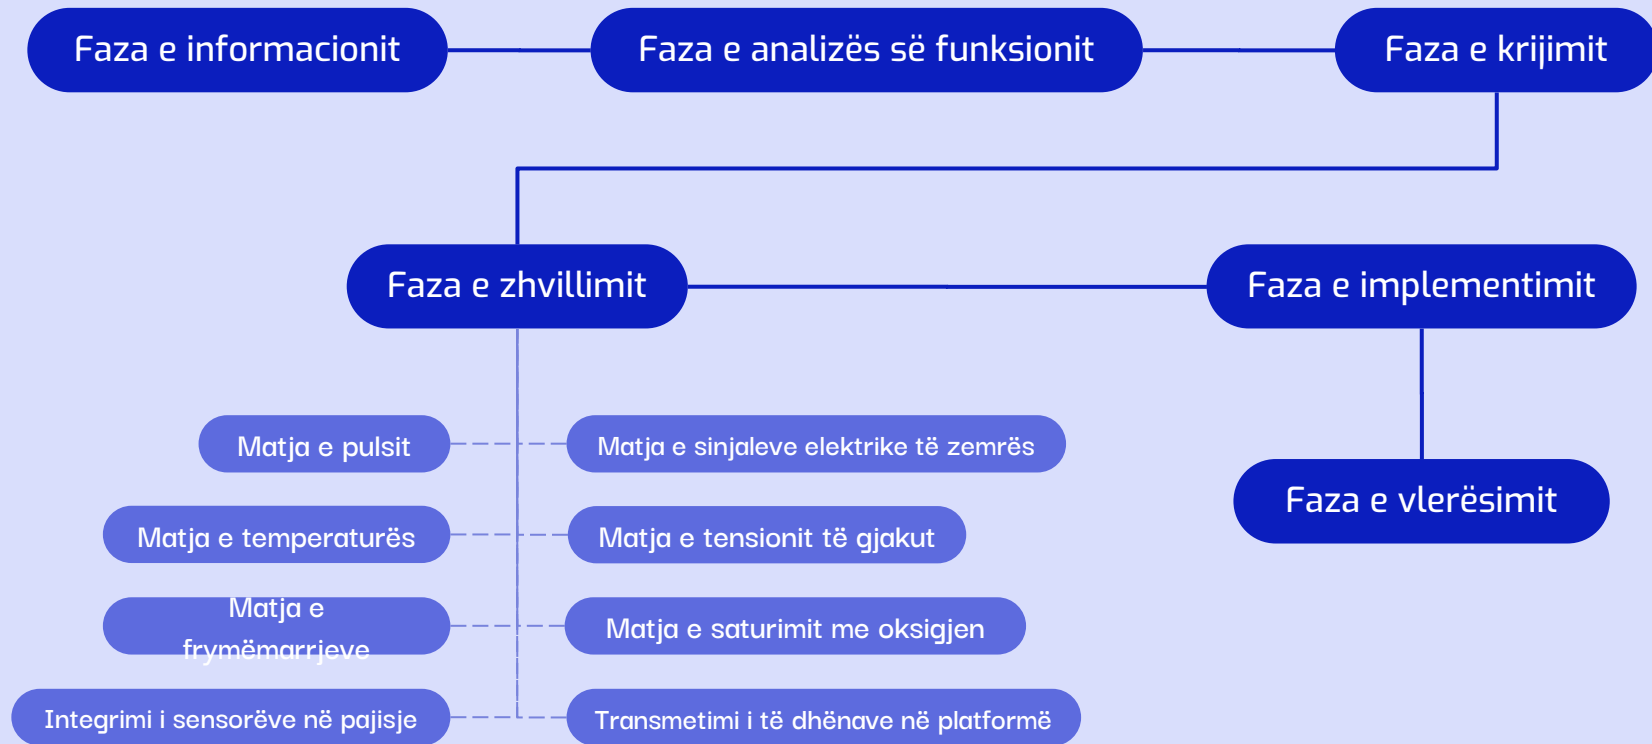 Faza e informacionit
Faza e analizës së funksionit
Faza e krijimit
Faza e zhvillimit
Faza e implementimit
Matja e pulsit
Matja e sinjaleve elektrike të zemrës
Faza e vlerësimit
Matja e temperaturës
Matja e tensionit të gjakut
Matja e
frymëmarrjeve
Matja e saturimit me oksigjen
Integrimi i sensorëve në pajisje
Transmetimi i të dhënave në platformë